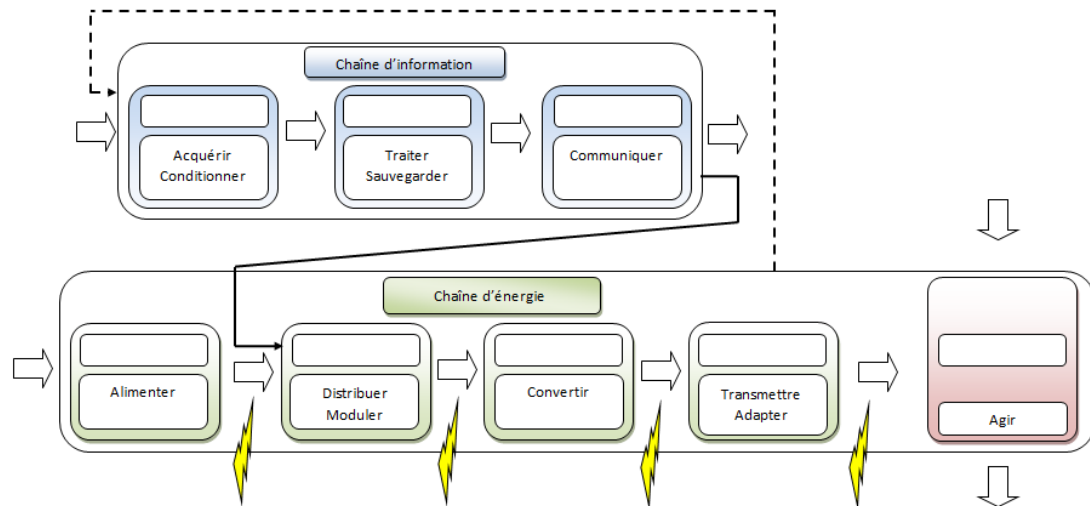 Chaîne d'information
Acquérir
Conditionner
Traiter
Sauvegarder
Communiquer
Chaîne d'énergie
Alimenter
Distribuer
Moduler
Convertir
Transmettre
Adapter
Agir